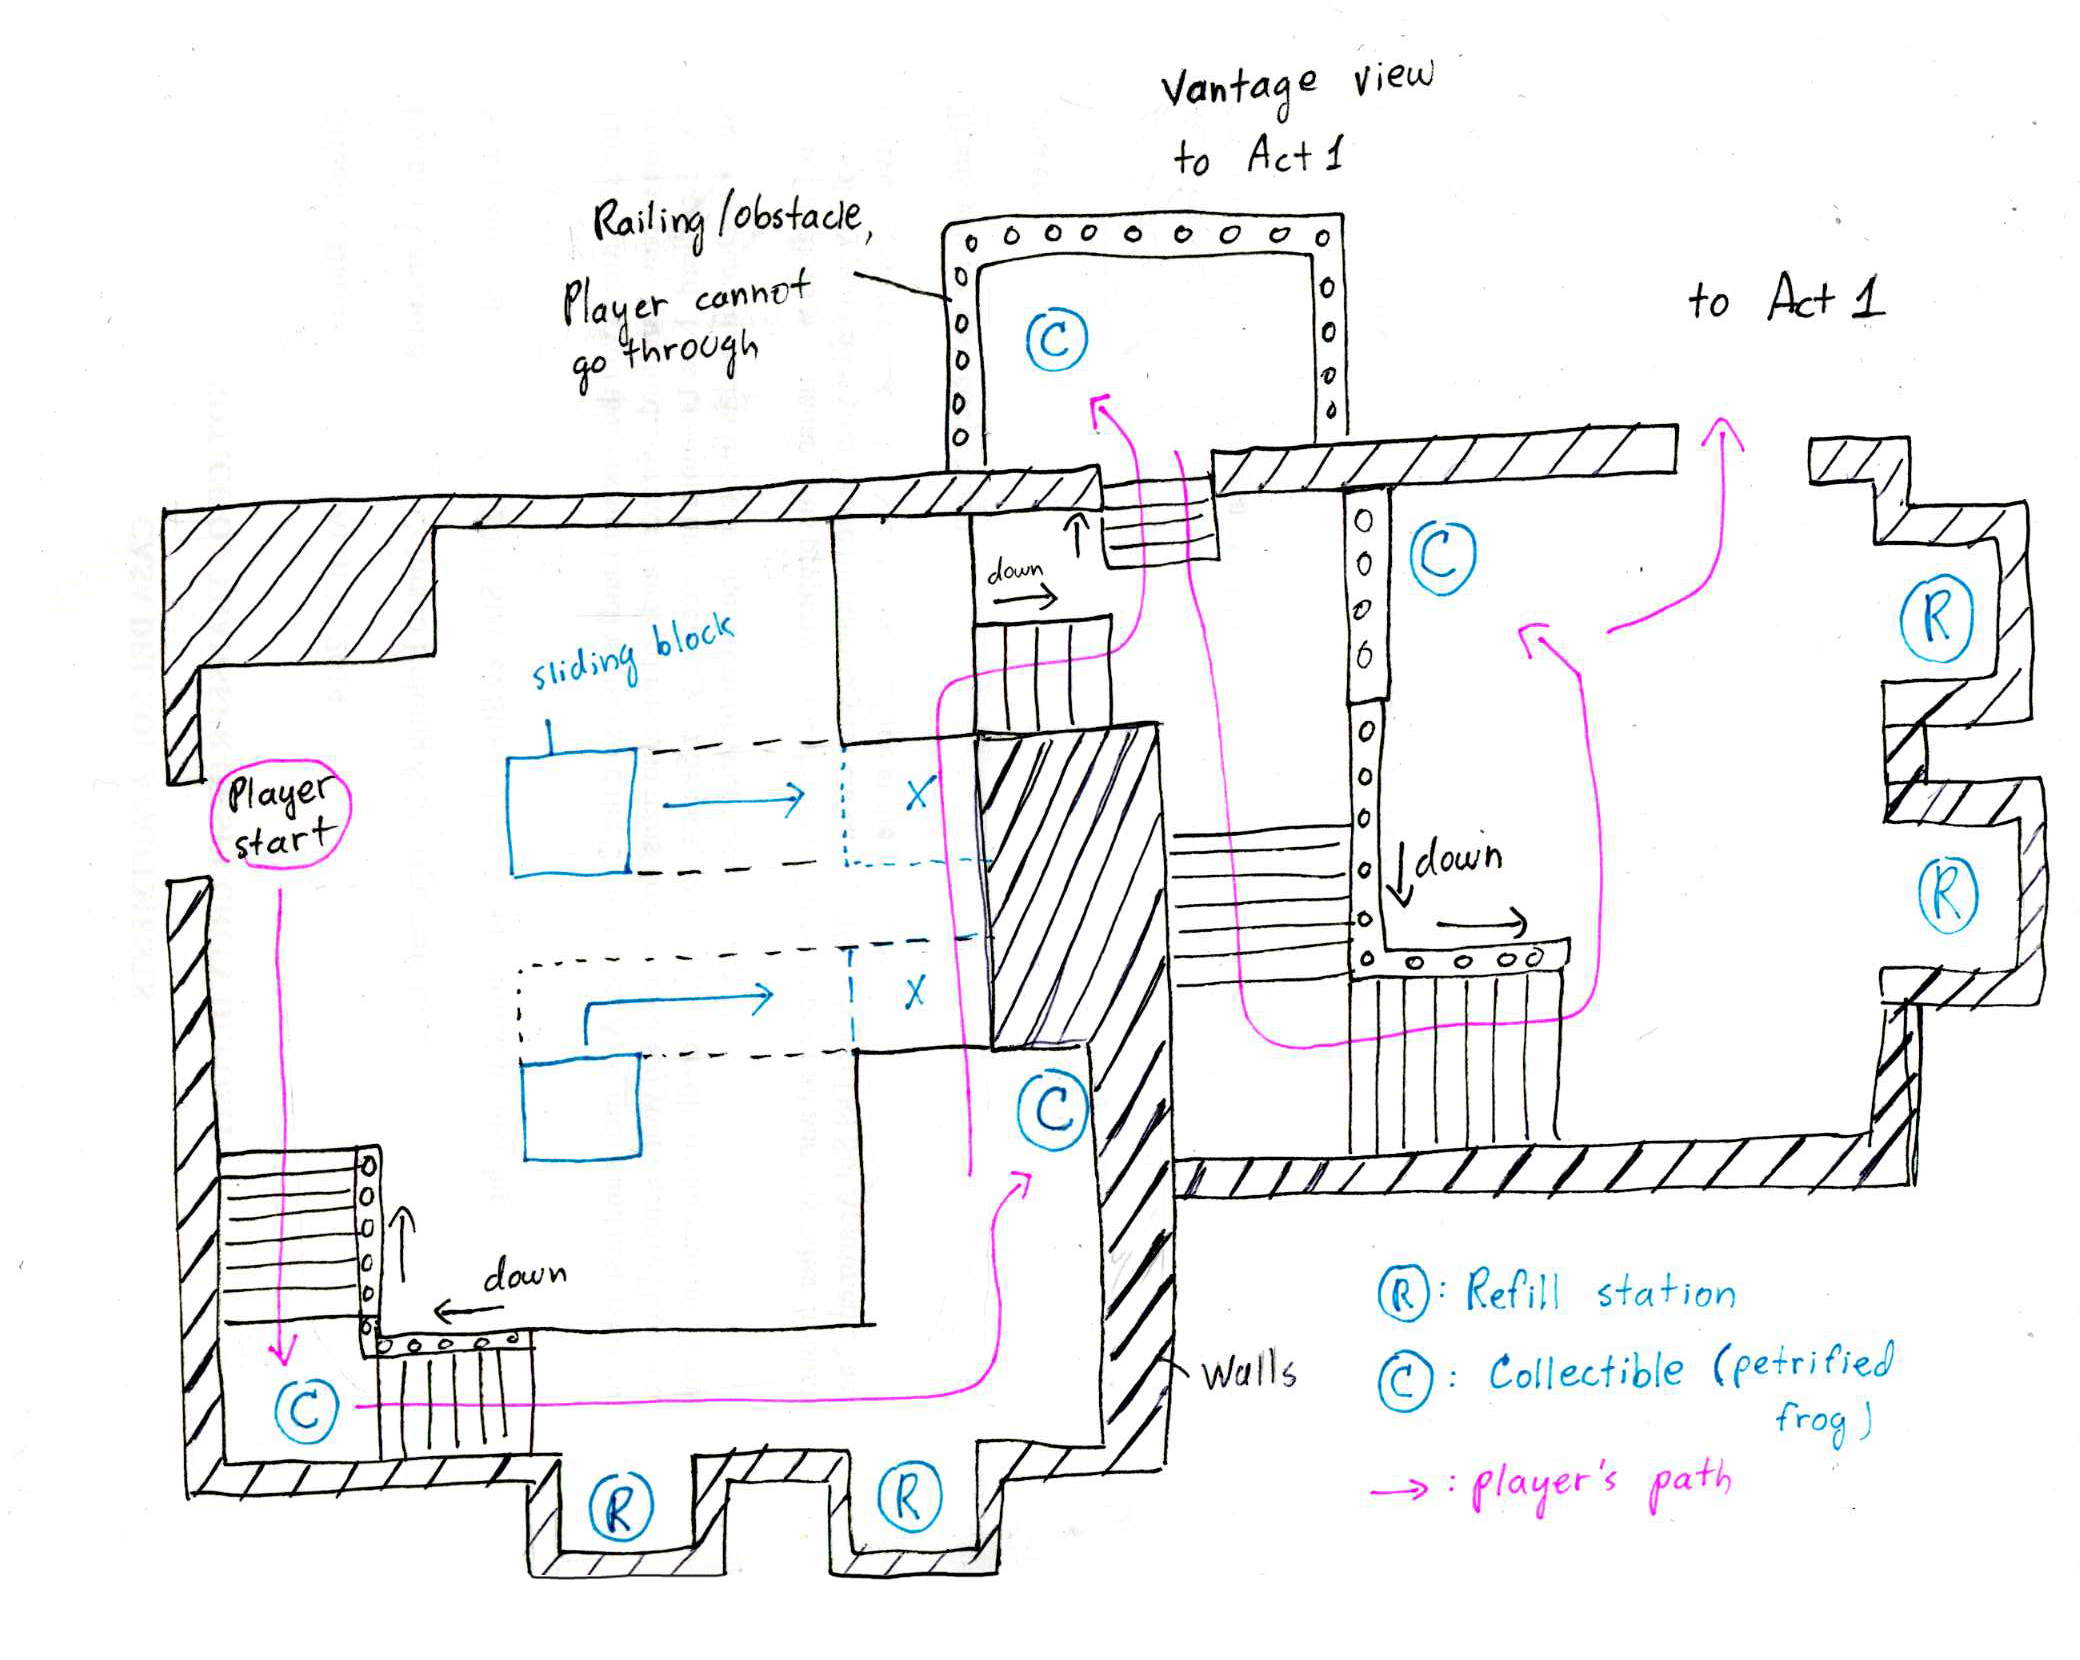 Vantage view
to Act 1
Railing/obstacle,
Player cannot
go through
to Act 1
C
C
R
down
sliding block
Player
start
X
down
R
X
C
down
C
R
R
Walls
R : Refill station
C : Collectible (petrified
frog)
→ : player's path